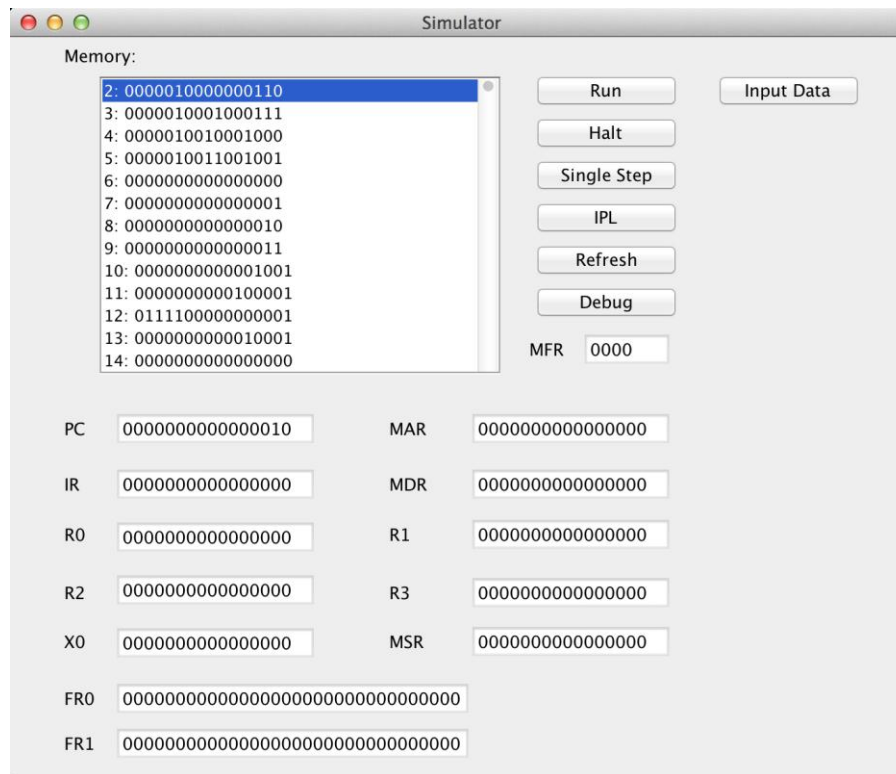 Simulator
Memory:
2: 0000010000000110
3: 0000010001000111
4: 0000010010001000
5: 0000010011001001
6: 0000000000000000
7: 0000000000000001
8: 0000000000000010
9: 0000000000000011
10: 0000000000001001
11: 0000000000100001
12: 0111100000000001
13: 0000000000010001
14: 0000000000000000
Run
Input Data
Halt
Single Step
IPL
Refresh
Debug
MFR 0000
PC 0000000000000010 MAR 0000000000000000
IR 0000000000000000 MDR 0000000000000000
R0 0000000000000000 R1 0000000000000000
R2 0000000000000000 R3 0000000000000000
X0 0000000000000000 MSR 0000000000000000
FR0 00000000000000000000000000000000
FR1 00000000000000000000000000000000